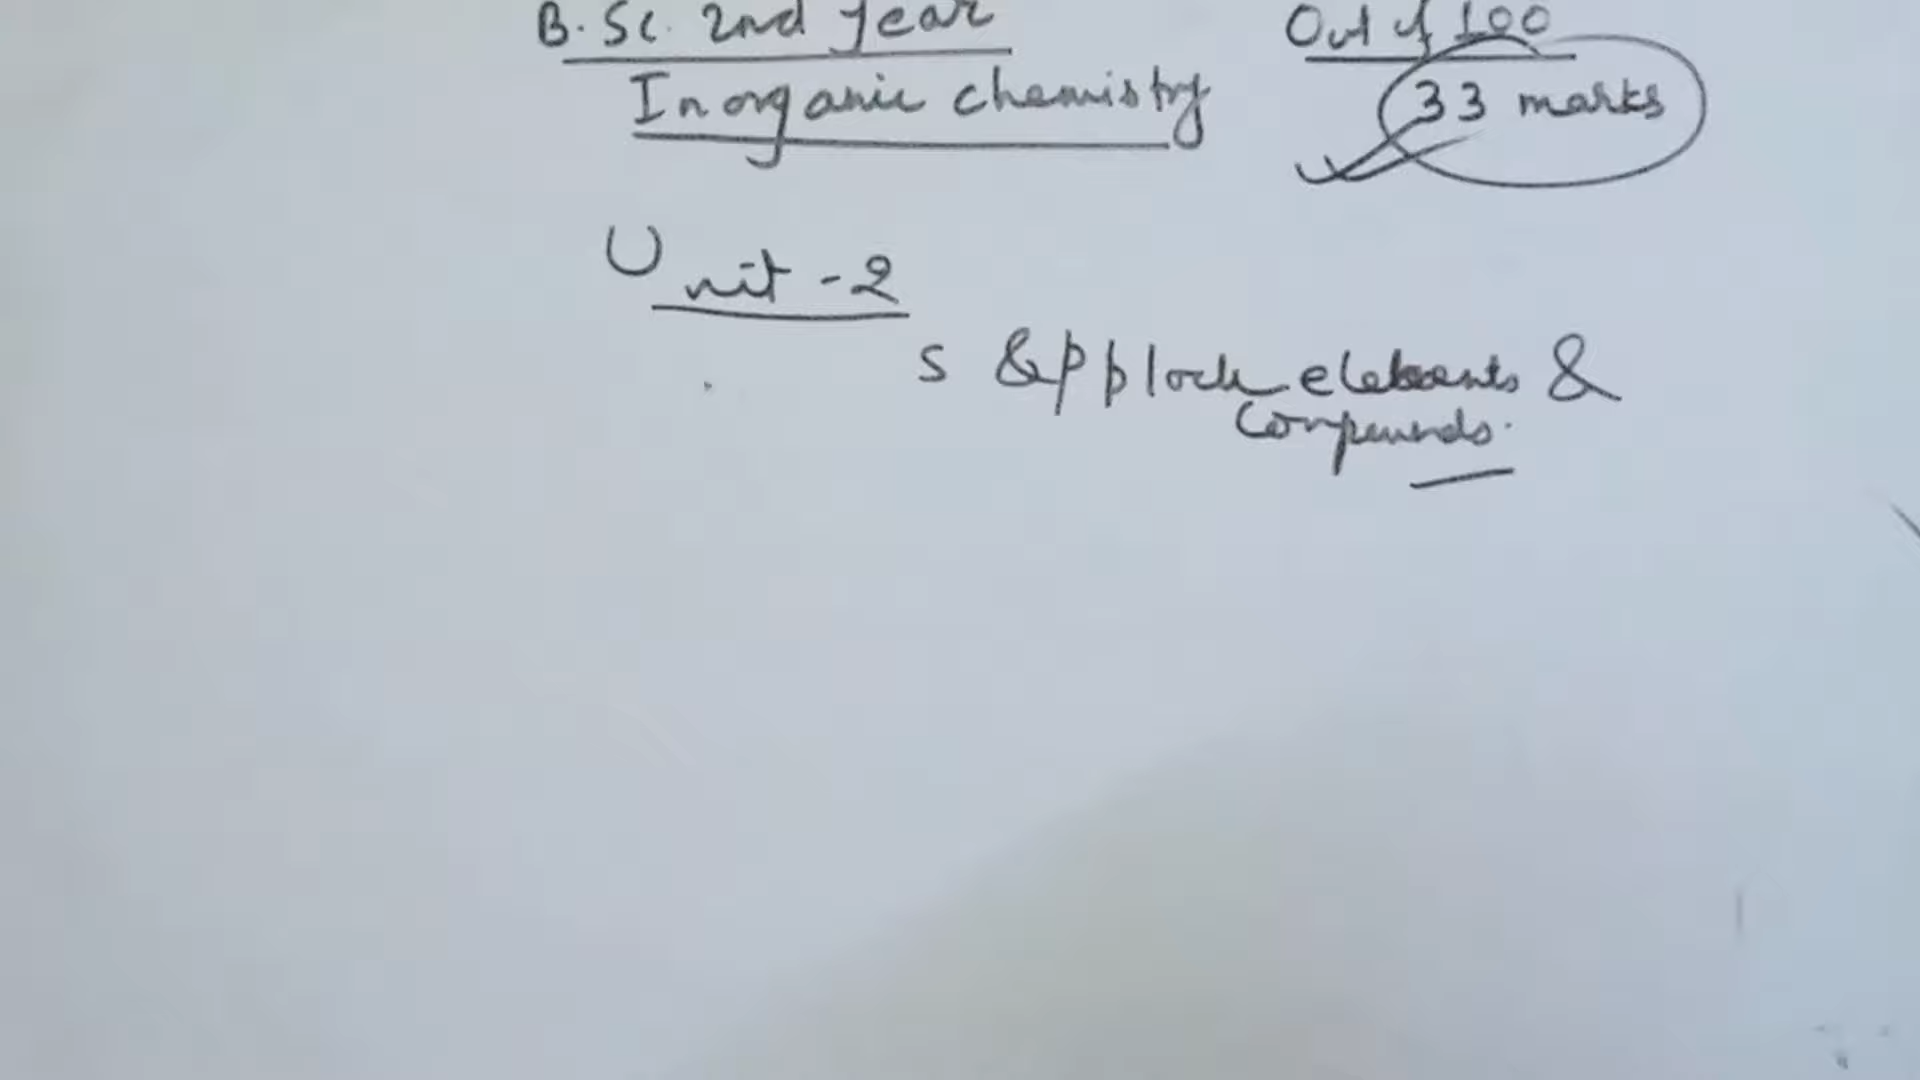 B.Sc. 2nd year
Out of 100
Inorganic chemistry
33 marks
Unit - 2
s & p block elements &
Compounds.